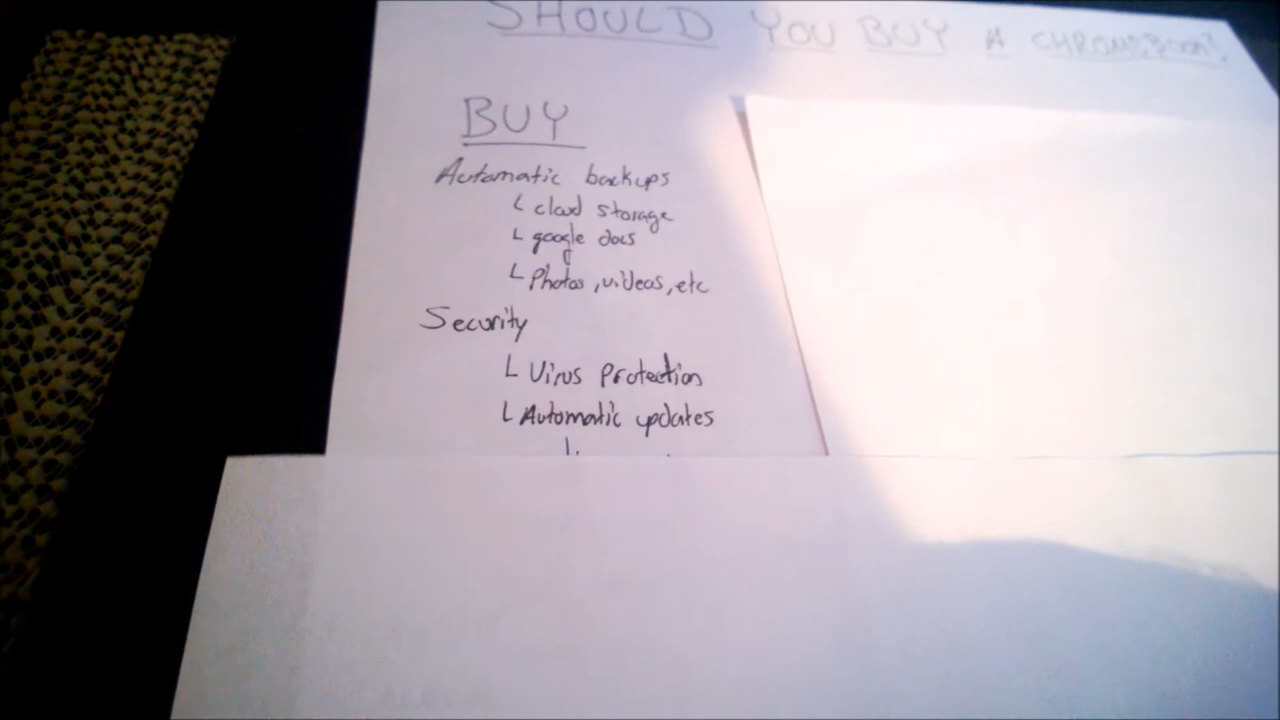 SHOULD YOU BUY A CHROMEBOOK?
BUY
Automatic backups
└ cloud storage
└ google docs
└ Photos, videos, etc
Security
└ Virus Protection
└ Automatic updates